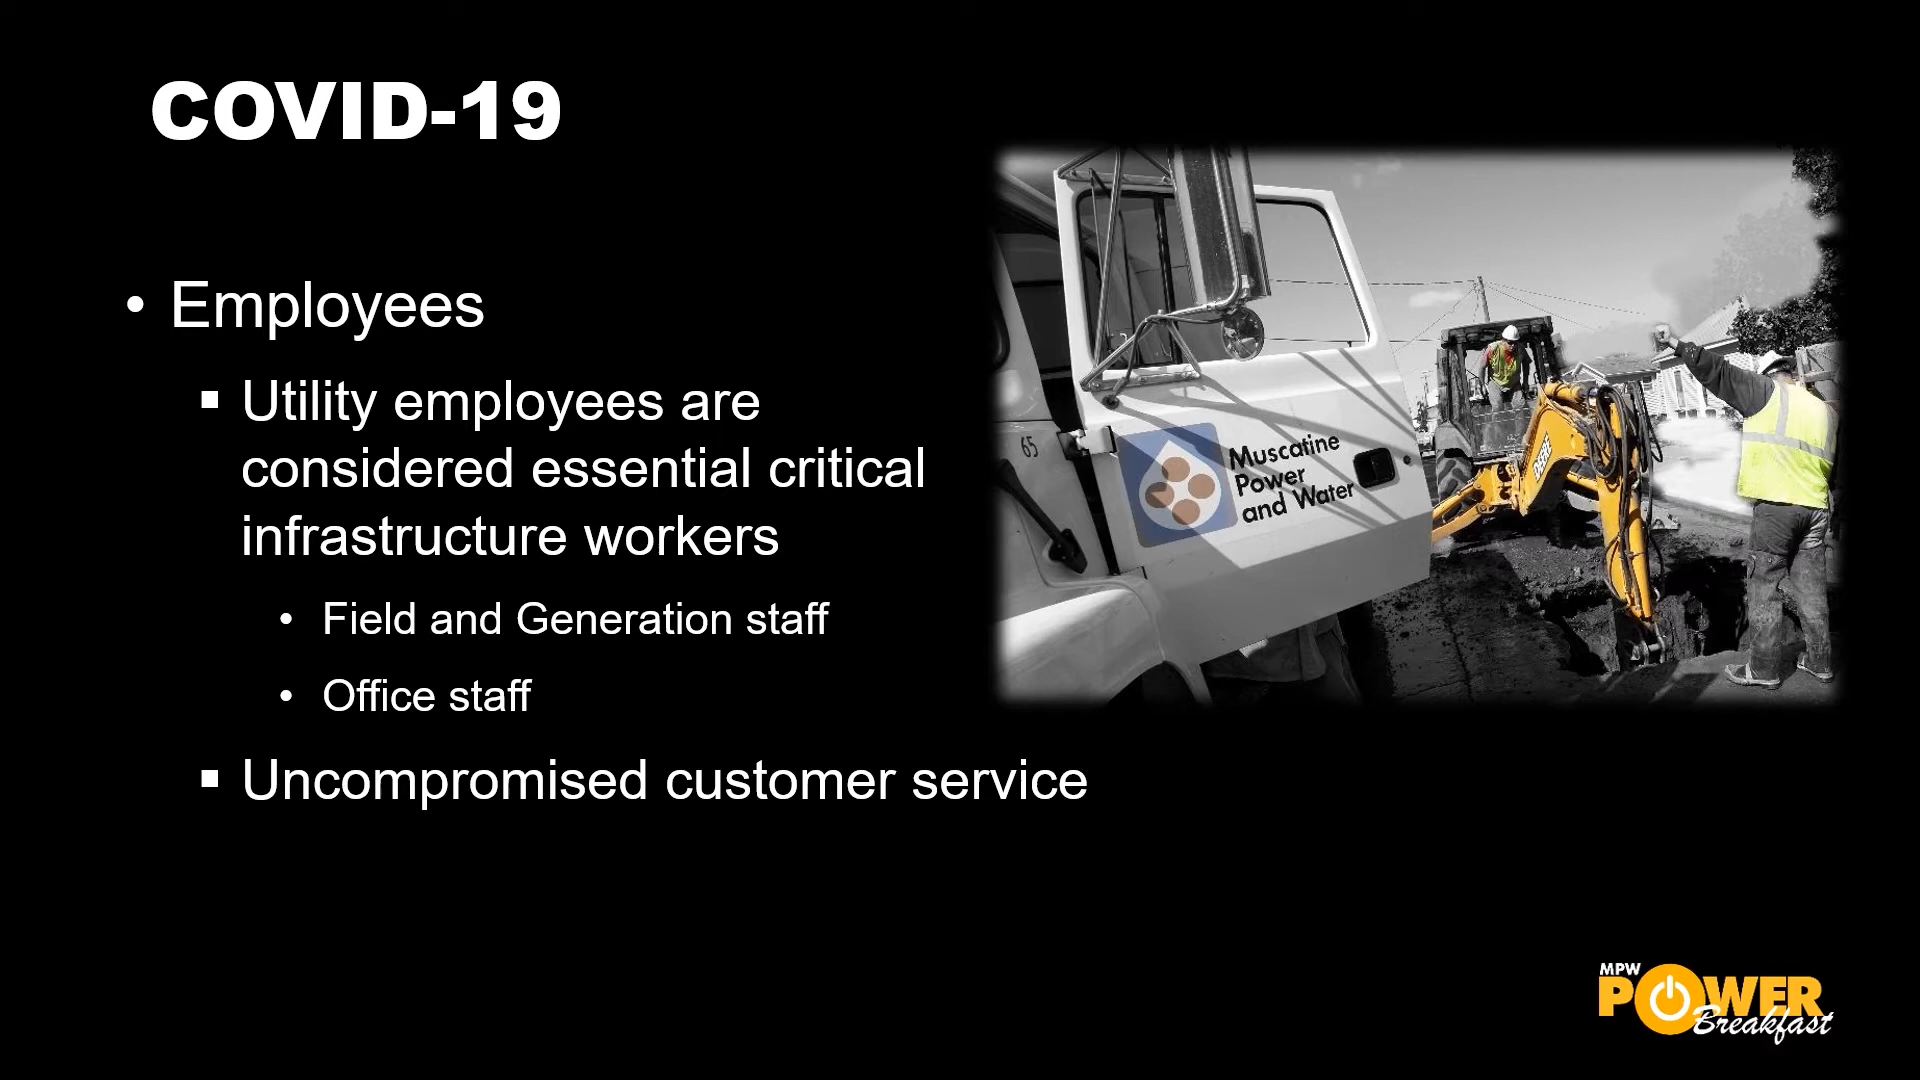 COVID-19
• Employees
▪ Utility employees are
considered essential critical
infrastructure workers
• Field and Generation staff
• Office staff
▪ Uncompromised customer service
65
Muscatine
Power
and Water
DEERE
MPW
POWER
Breakfast